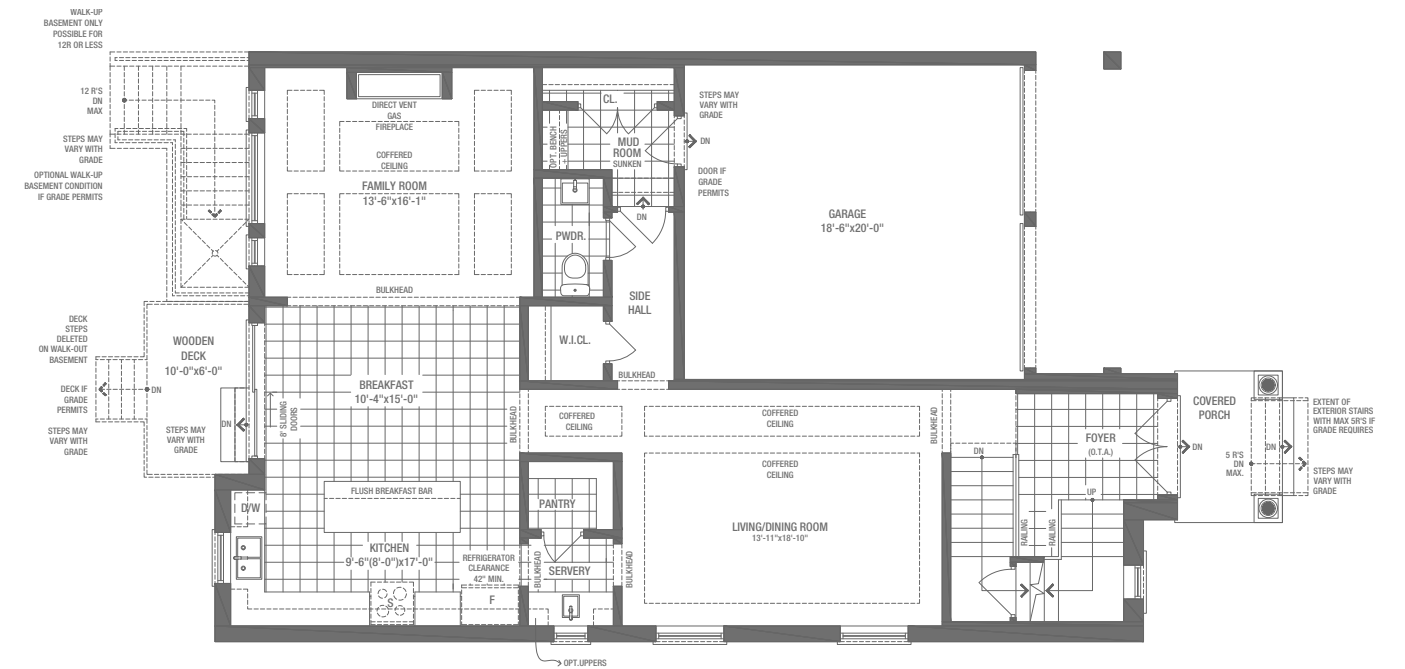 WALK-UP
BASEMENT ONLY
POSSIBLE FOR
12R OR LESS
12 R'S
DN
MAX
STEPS MAY
VARY WITH
GRADE
OPTIONAL WALK-UP
BASEMENT CONDITION
IF GRADE PERMITS
DIRECT VENT
GAS
FIREPLACE
COFFERED
CEILING
FAMILY ROOM
13'-6"x16'-1"
BULKHEAD
CL.
OPT. BENCH
+ UPPERS
MUD
ROOM
SUNKEN
DN
STEPS MAY
VARY WITH
GRADE
DN
DOOR IF
GRADE
PERMITS
PWDR.
SIDE
HALL
W.I.CL.
BULKHEAD
GARAGE
18'-6"x20'-0"
DECK
STEPS
DELETED
ON WALK-OUT
BASEMENT
DECK IF
GRADE
PERMITS
STEPS MAY
VARY WITH
GRADE
DN
WOODEN
DECK
10'-0"x6'-0"
DN
STEPS MAY
VARY WITH
GRADE
8' SLIDING
DOORS
BREAKFAST
10'-4"x15'-0"
BULKHEAD
COFFERED
CEILING
COFFERED
CEILING
BULKHEAD
COFFERED
CEILING
LIVING/DINING ROOM
13'-11"x18'-10"
FLUSH BREAKFAST BAR
D/W
KITCHEN
9'-6"(8'-0")x17'-0"
REFRIGERATOR
CLEARANCE
42" MIN.
S
F
PANTRY
BULKHEAD
SERVERY
BULKHEAD
OPT.UPPERS
FOYER
(O.T.A.)
DN
UP
RAILING
RAILING
DN
COVERED
PORCH
DN
5 R'S
DN
MAX.
EXTENT OF
EXTERIOR STAIRS
WITH MAX 5R'S IF
GRADE REQUIRES
STEPS MAY
VARY WITH
GRADE